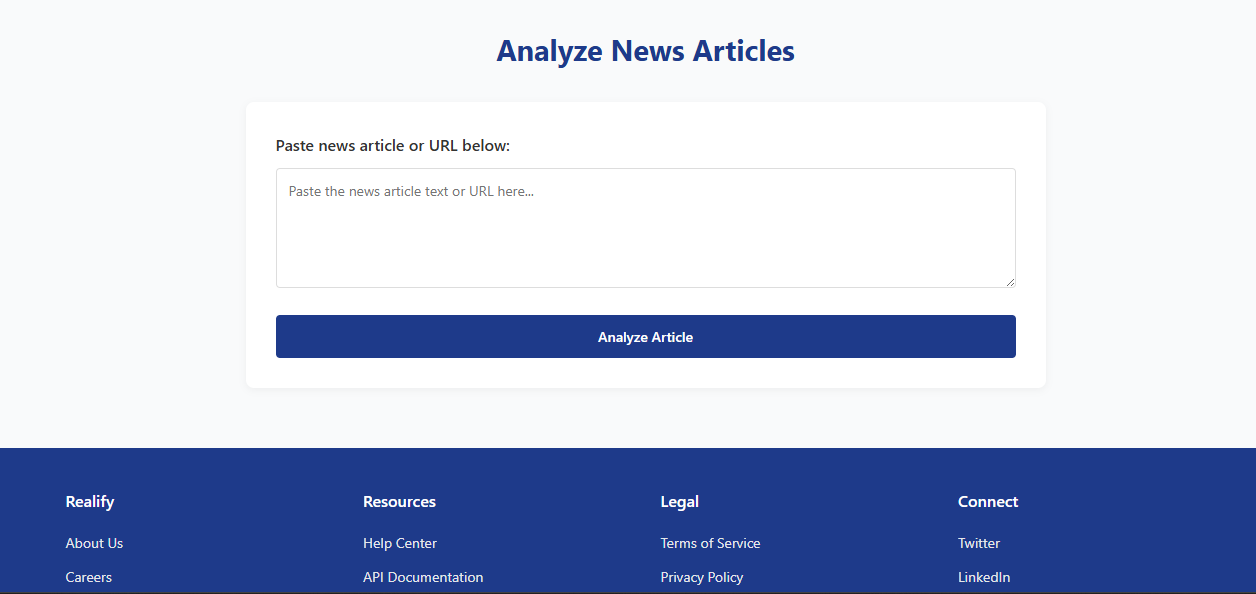 Analyze News Articles
Paste news article or URL below:
Paste the news article text or URL here...
Analyze Article
Realify
About Us
Careers
Resources
Help Center
API Documentation
Legal
Terms of Service
Privacy Policy
Connect
Twitter
LinkedIn